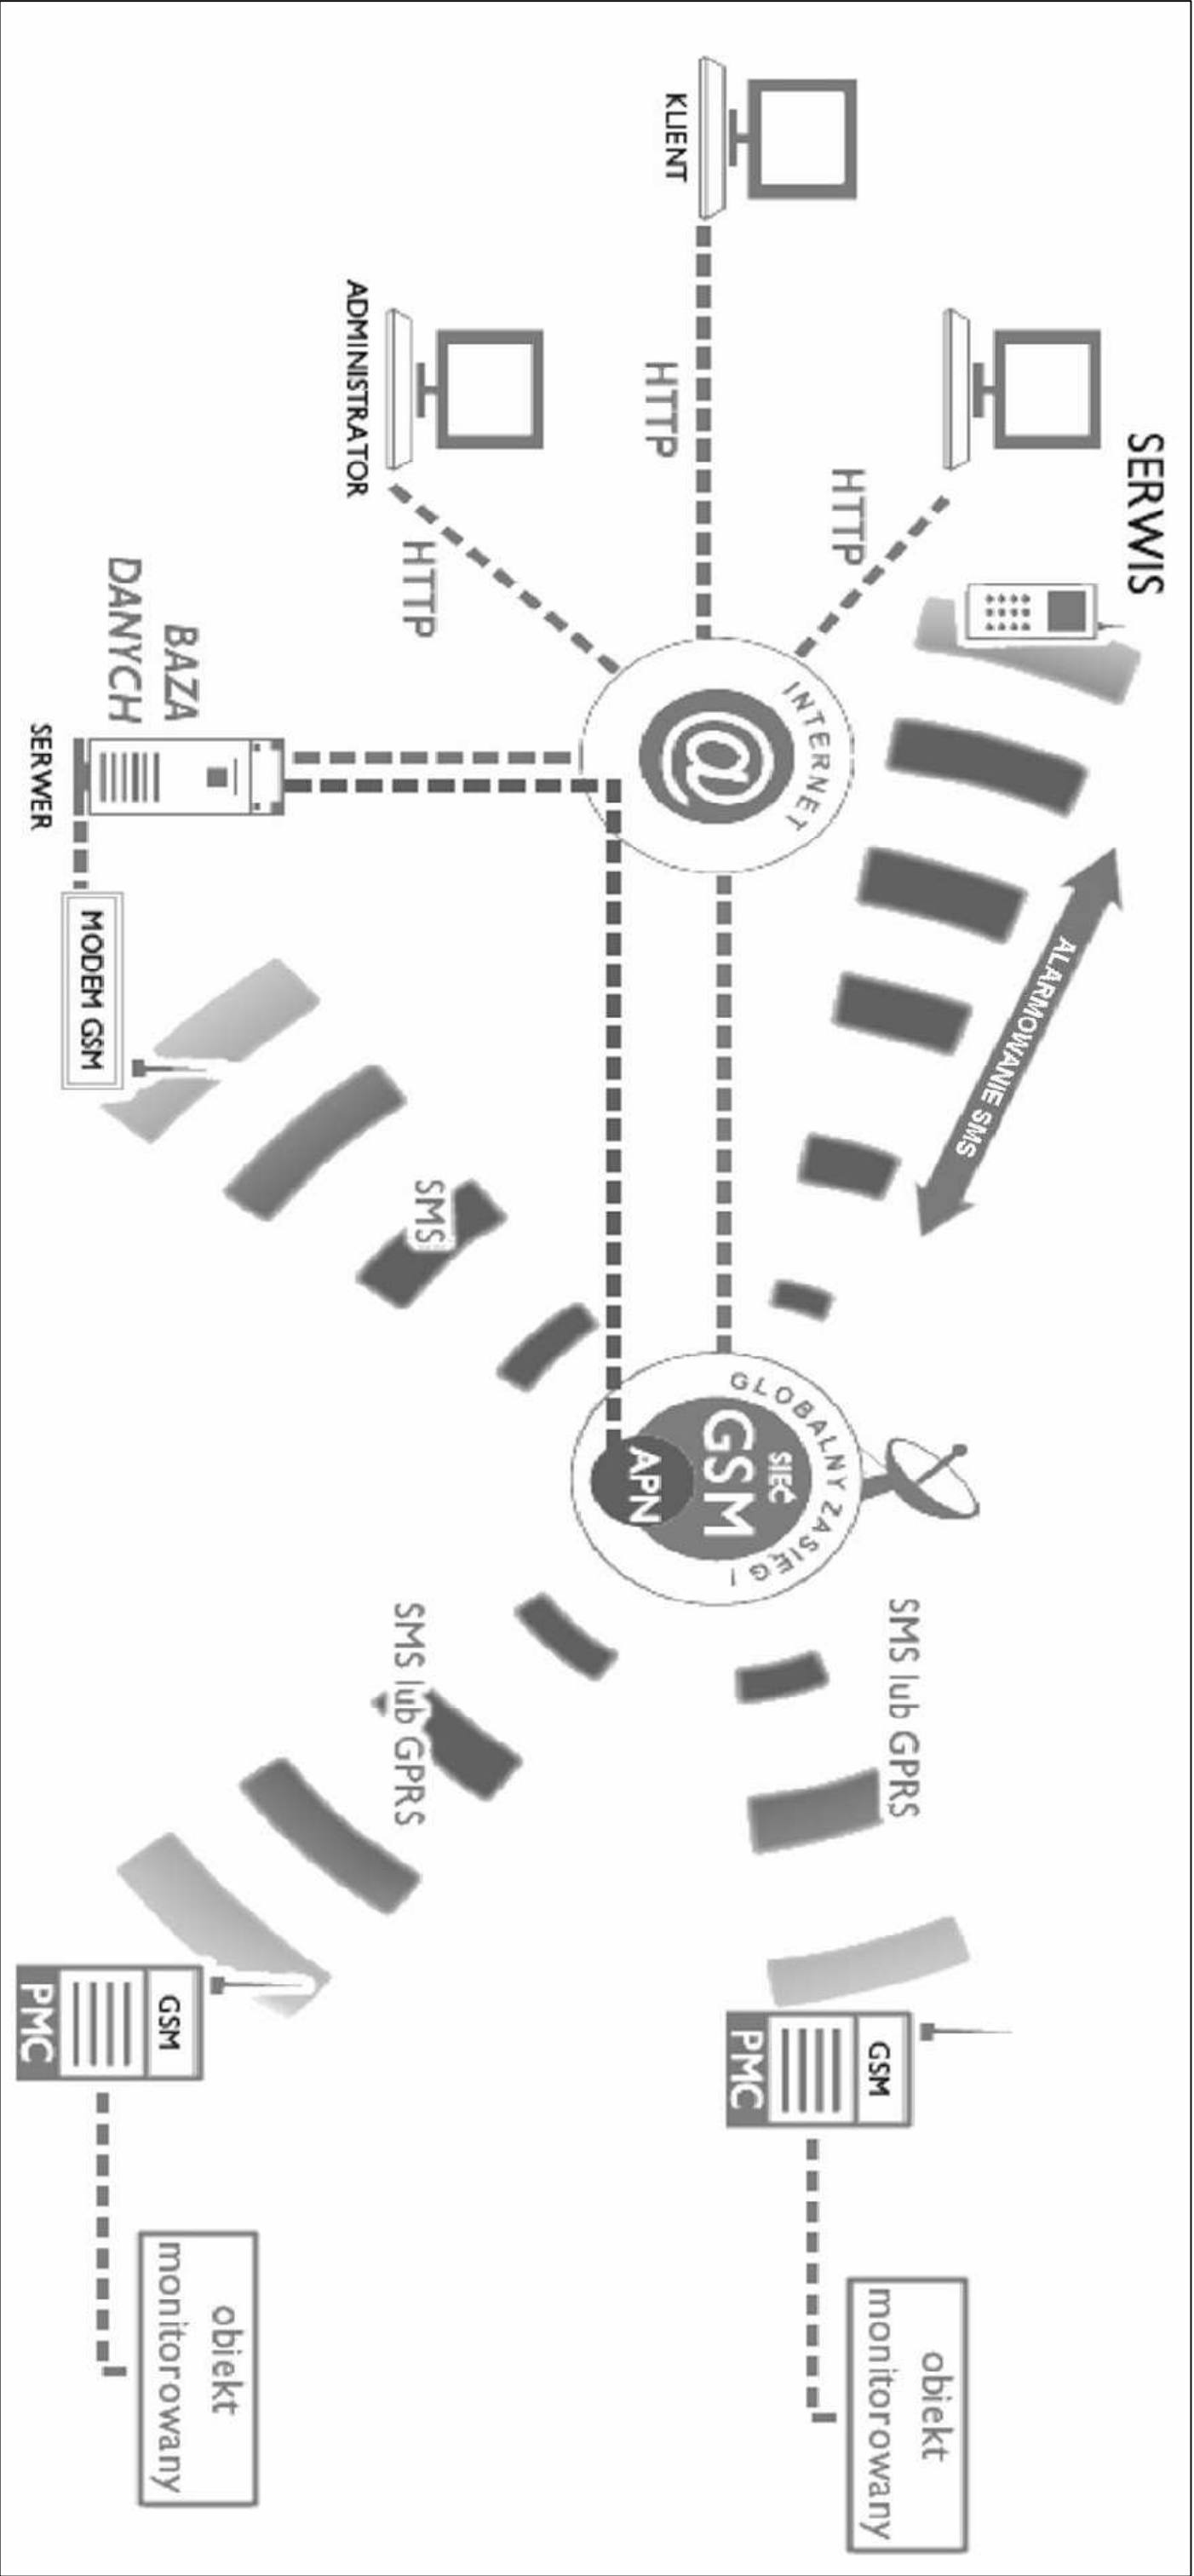 SERWIS
HTTP
KLIENT
HTTP
ADMINISTRATOR
HTTP
INTERNET
@
BAZA
DANYCH
SERWER
MODEM GSM
ALARMOWANIE SMS
SMS
GLOBALNY ZASIĘG !
SIEĆ
GSM
APN
SMS lub GPRS
SMS lub GPRS
GSM
PMC
obiekt
monitorowany
GSM
PMC
obiekt
monitorowany